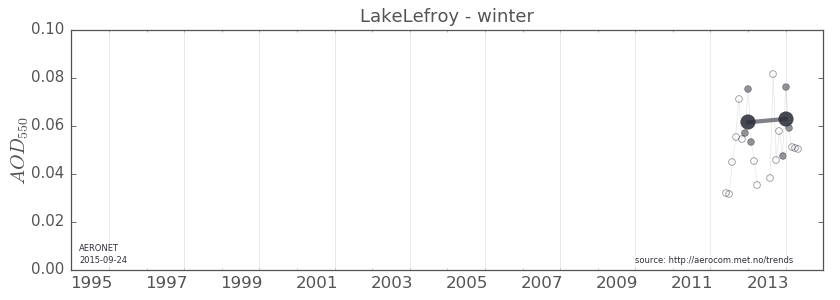 LakeLefroy - winter
0.10
0.08
0.06
0.04
0.02
0.00
AOD550
AERONET
2015-09-24
source: http://aerocom.met.no/trends
1995 1997 1999 2001 2003 2005 2007 2009 2011 2013